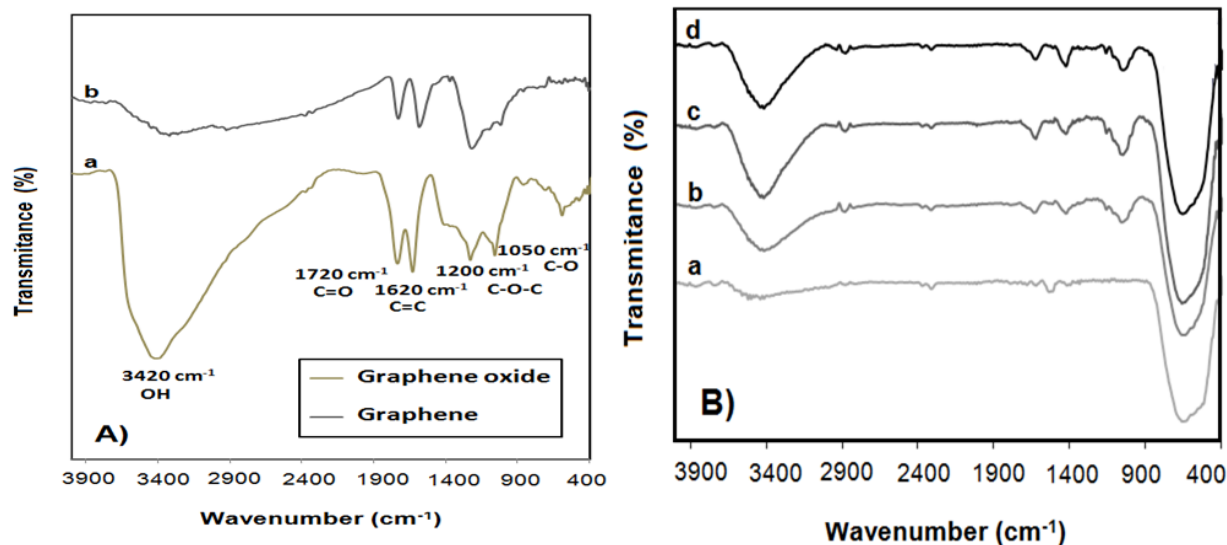 Transmitance (%)
b
a
1720 cm-1
C=O
1620 cm-1
C=C
1200 cm-1
C-O-C
1050 cm-1
C-O
3420 cm-1
OH
Graphene oxide
Graphene
A)
3900 3400 2900 2400 1900 1400 900 400
Wavenumber (cm-1)
Transmitance (%)
d
c
b
a
B)
3900 3400 2900 2400 1900 1400 900 400
Wavenumber (cm-1)